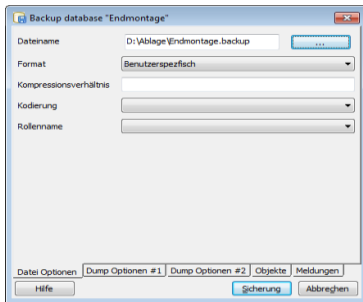 Backup database "Endmontage"
Dateiname D:\Ablage\Endmontage.backup ...
Format Benutzerspezfisch
Kompressionsverhältnis
Kodierung
Rollenname
Datei Optionen Dump Optionen #1 Dump Optionen #2 Objekte Meldungen
Hilfe Sicherung Abbrechen